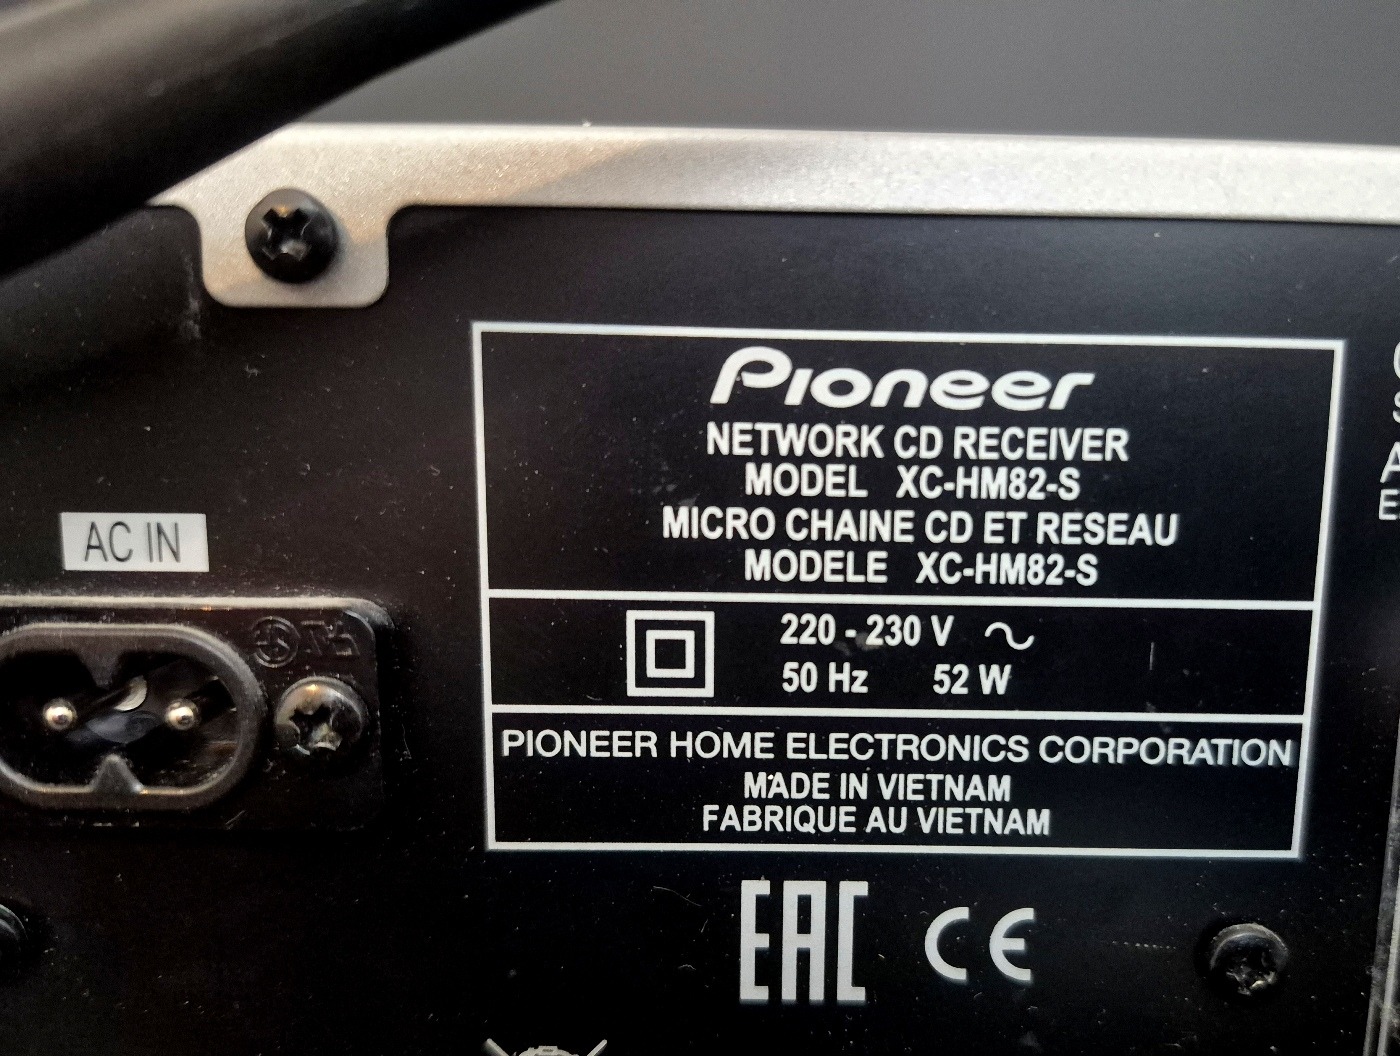 Pioneer
NETWORK CD RECEIVER
MODEL XC-HM82-S
MICRO CHAINE CD ET RESEAU
MODELE XC-HM82-S
AC IN
220 - 230 V ~
50 Hz 52 W
PIONEER HOME ELECTRONICS CORPORATION
MADE IN VIETNAM
FABRIQUE AU VIETNAM
EAC CE